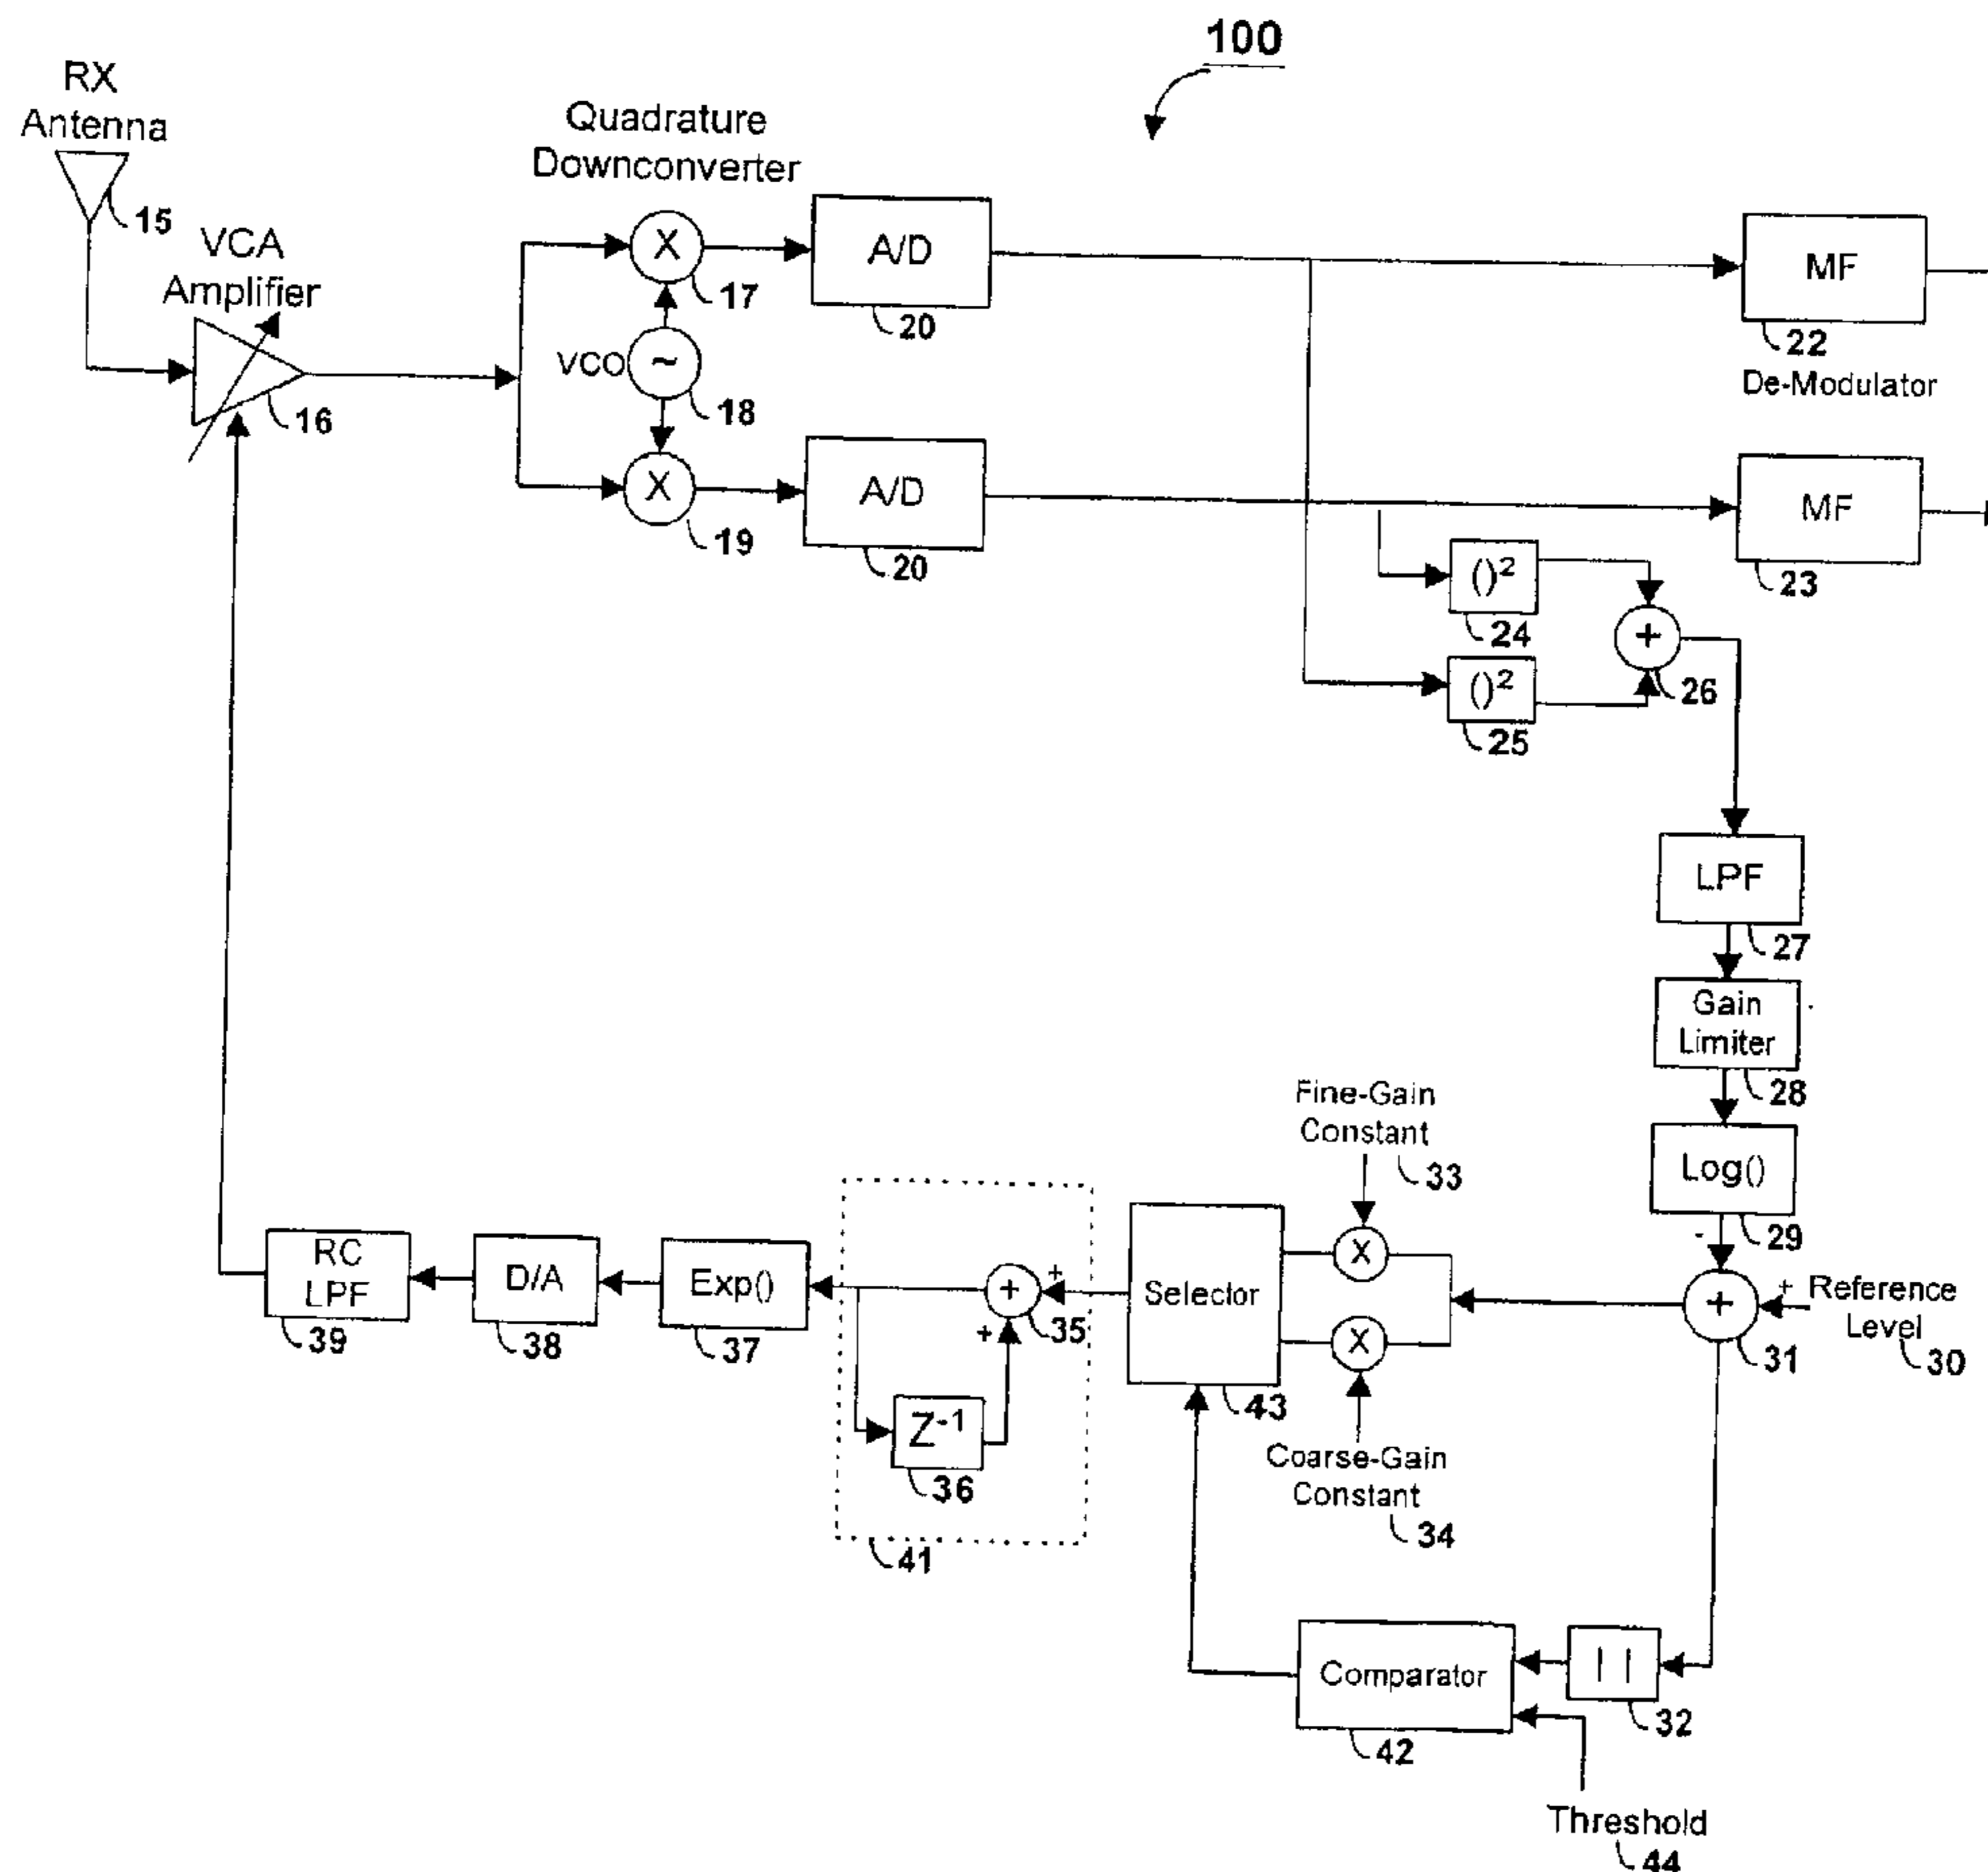 100
RX
Antenna
15
VCA
Amplifier
16
Quadrature
Downconverter
X
17
VCO
~
18
X
19
A/D
20
A/D
20
MF
22
De-Modulator
MF
23
()²
24
()²
25
+
26
LPF
27
Gain
Limiter
28
Log()
29
-
+
31
+
Reference
Level
30
Fine-Gain
Constant
33
X
X
Coarse-Gain
Constant
34
Selector
43
+
35
+
+
Z⁻¹
36
41
Exp()
37
D/A
38
RC
LPF
39
| |
32
Comparator
42
Threshold
44